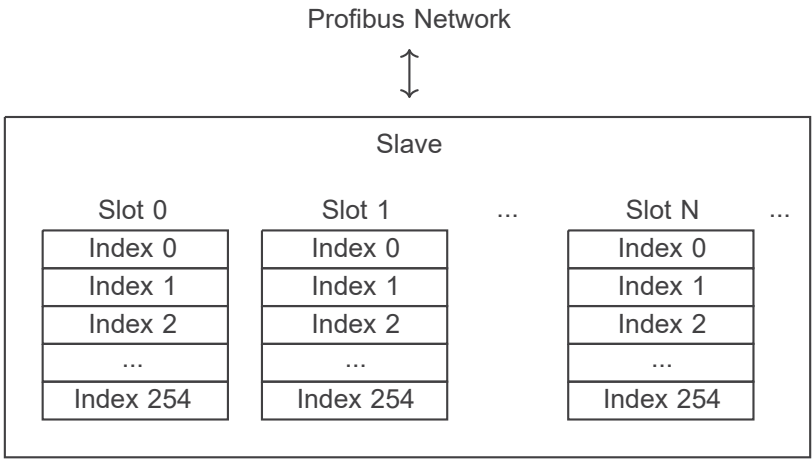 Profibus Network
Slave
Slot 0 Slot 1 ... Slot N ...
Index 0 Index 0 Index 0
Index 1 Index 1 Index 1
Index 2 Index 2 Index 2
... ... ...
Index 254 Index 254 Index 254